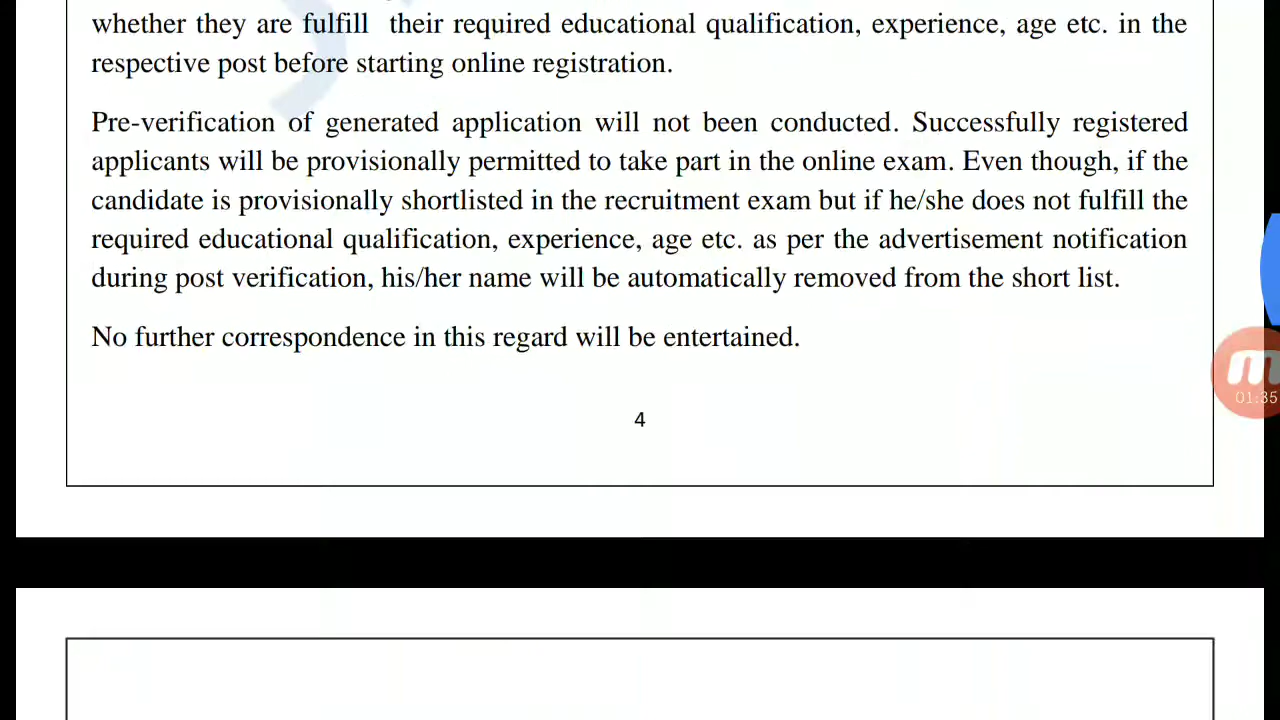 whether they are fulfill  their required educational qualification, experience, age etc. in the
respective post before starting online registration.
Pre-verification of generated application will not been conducted. Successfully registered
applicants will be provisionally permitted to take part in the online exam. Even though, if the
candidate is provisionally shortlisted in the recruitment exam but if he/she does not fulfill the
required educational qualification, experience, age etc. as per the advertisement notification
during post verification, his/her name will be automatically removed from the short list.
No further correspondence in this regard will be entertained.
01:35
4